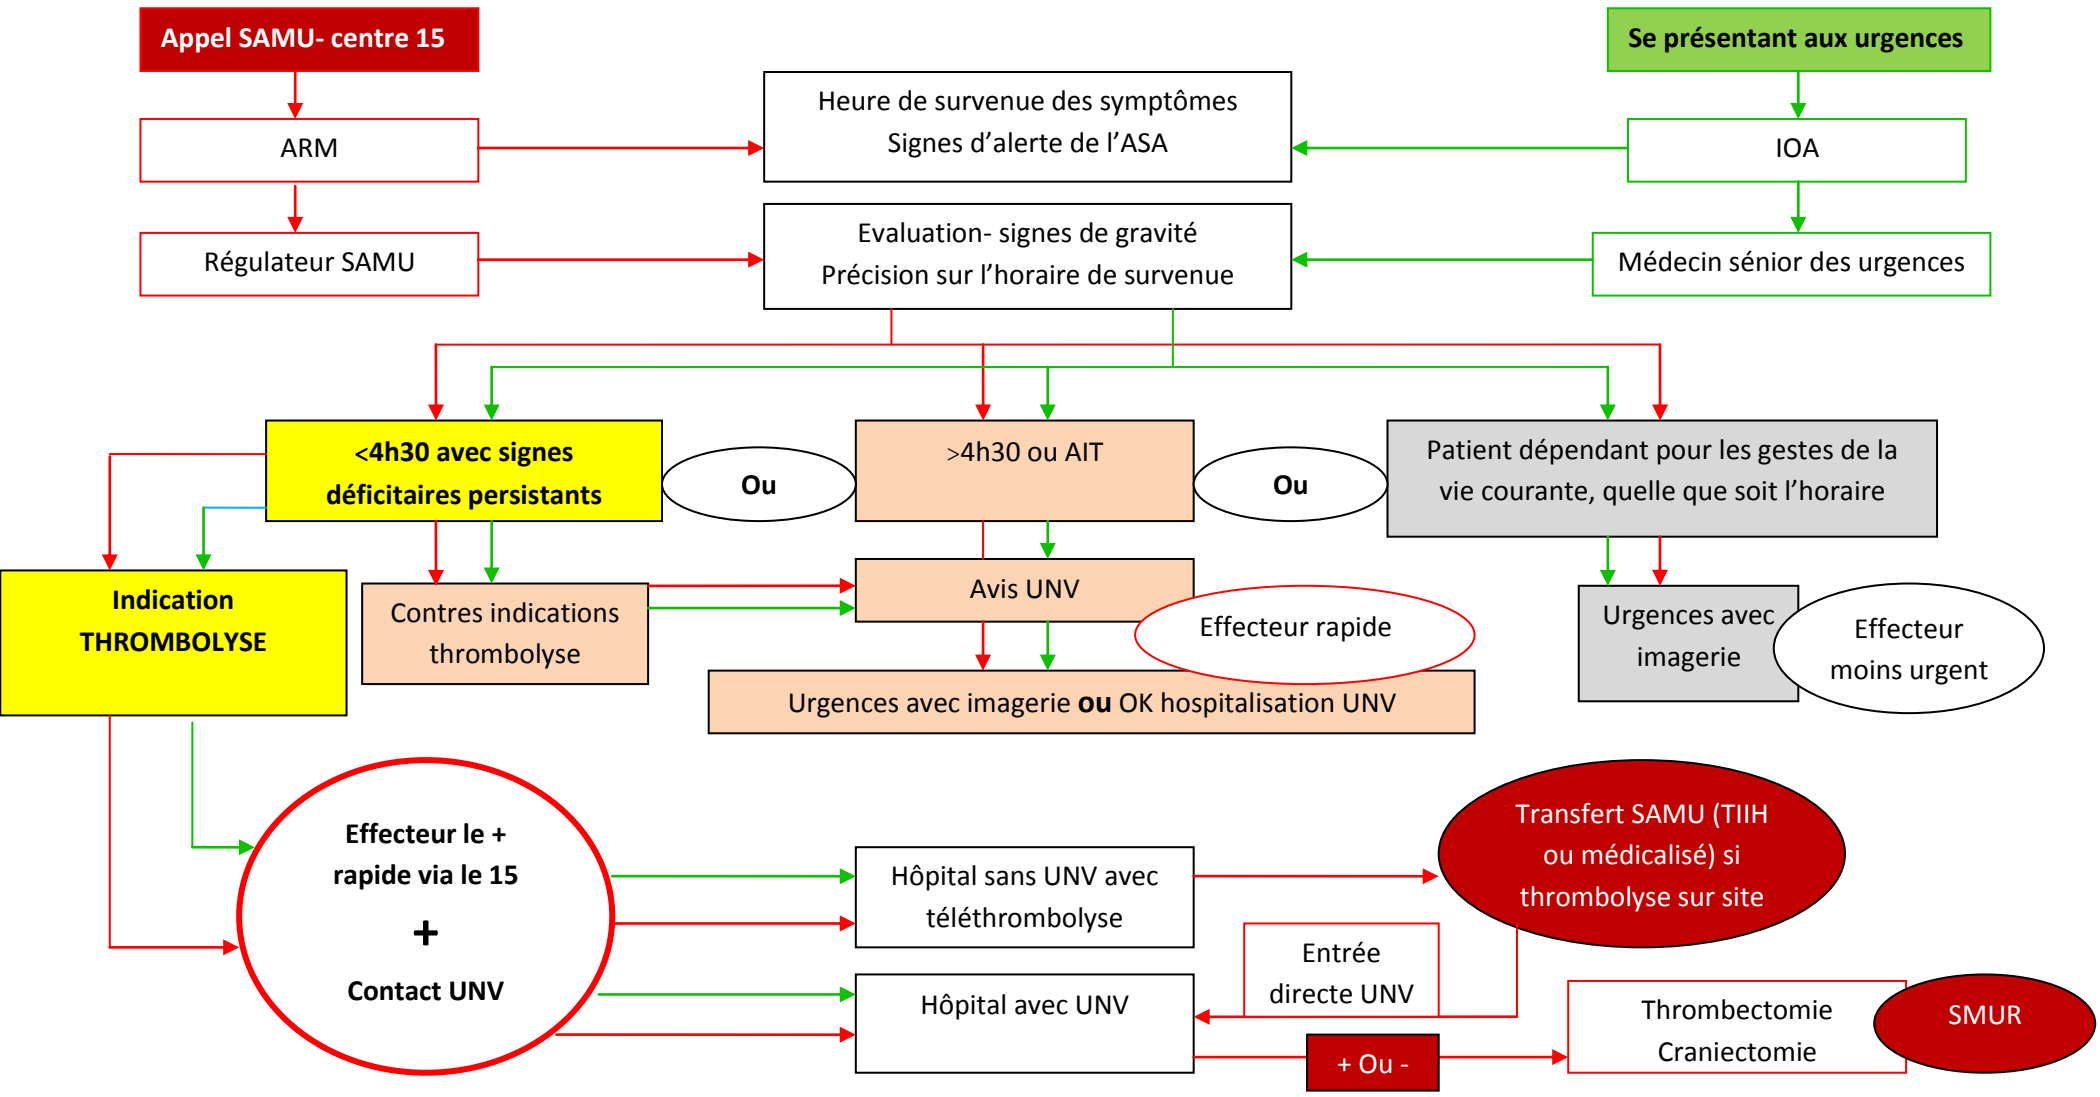 Appel SAMU- centre 15
Se présentant aux urgences
Heure de survenue des symptômes
Signes d’alerte de l’ASA
ARM
IOA
Evaluation- signes de gravité
Précision sur l’horaire de survenue
Régulateur SAMU
Médecin sénior des urgences
<4h30 avec signes
déficitaires persistants
Ou
>4h30 ou AIT
Ou
Patient dépendant pour les gestes de la
vie courante, quelle que soit l’horaire
Indication
THROMBOLYSE
Contres indications
thrombolyse
Avis UNV
Effecteur rapide
Urgences avec
imagerie
Effecteur
moins urgent
Urgences avec imagerie ou OK hospitalisation UNV
Effecteur le +
rapide via le 15
+
Contact UNV
Hôpital sans UNV avec
téléthrombolyse
Transfert SAMU (TIIH
ou médicalisé) si
thrombolyse sur site
Entrée
directe UNV
Hôpital avec UNV
+ Ou -
Thrombectomie
Craniectomie
SMUR